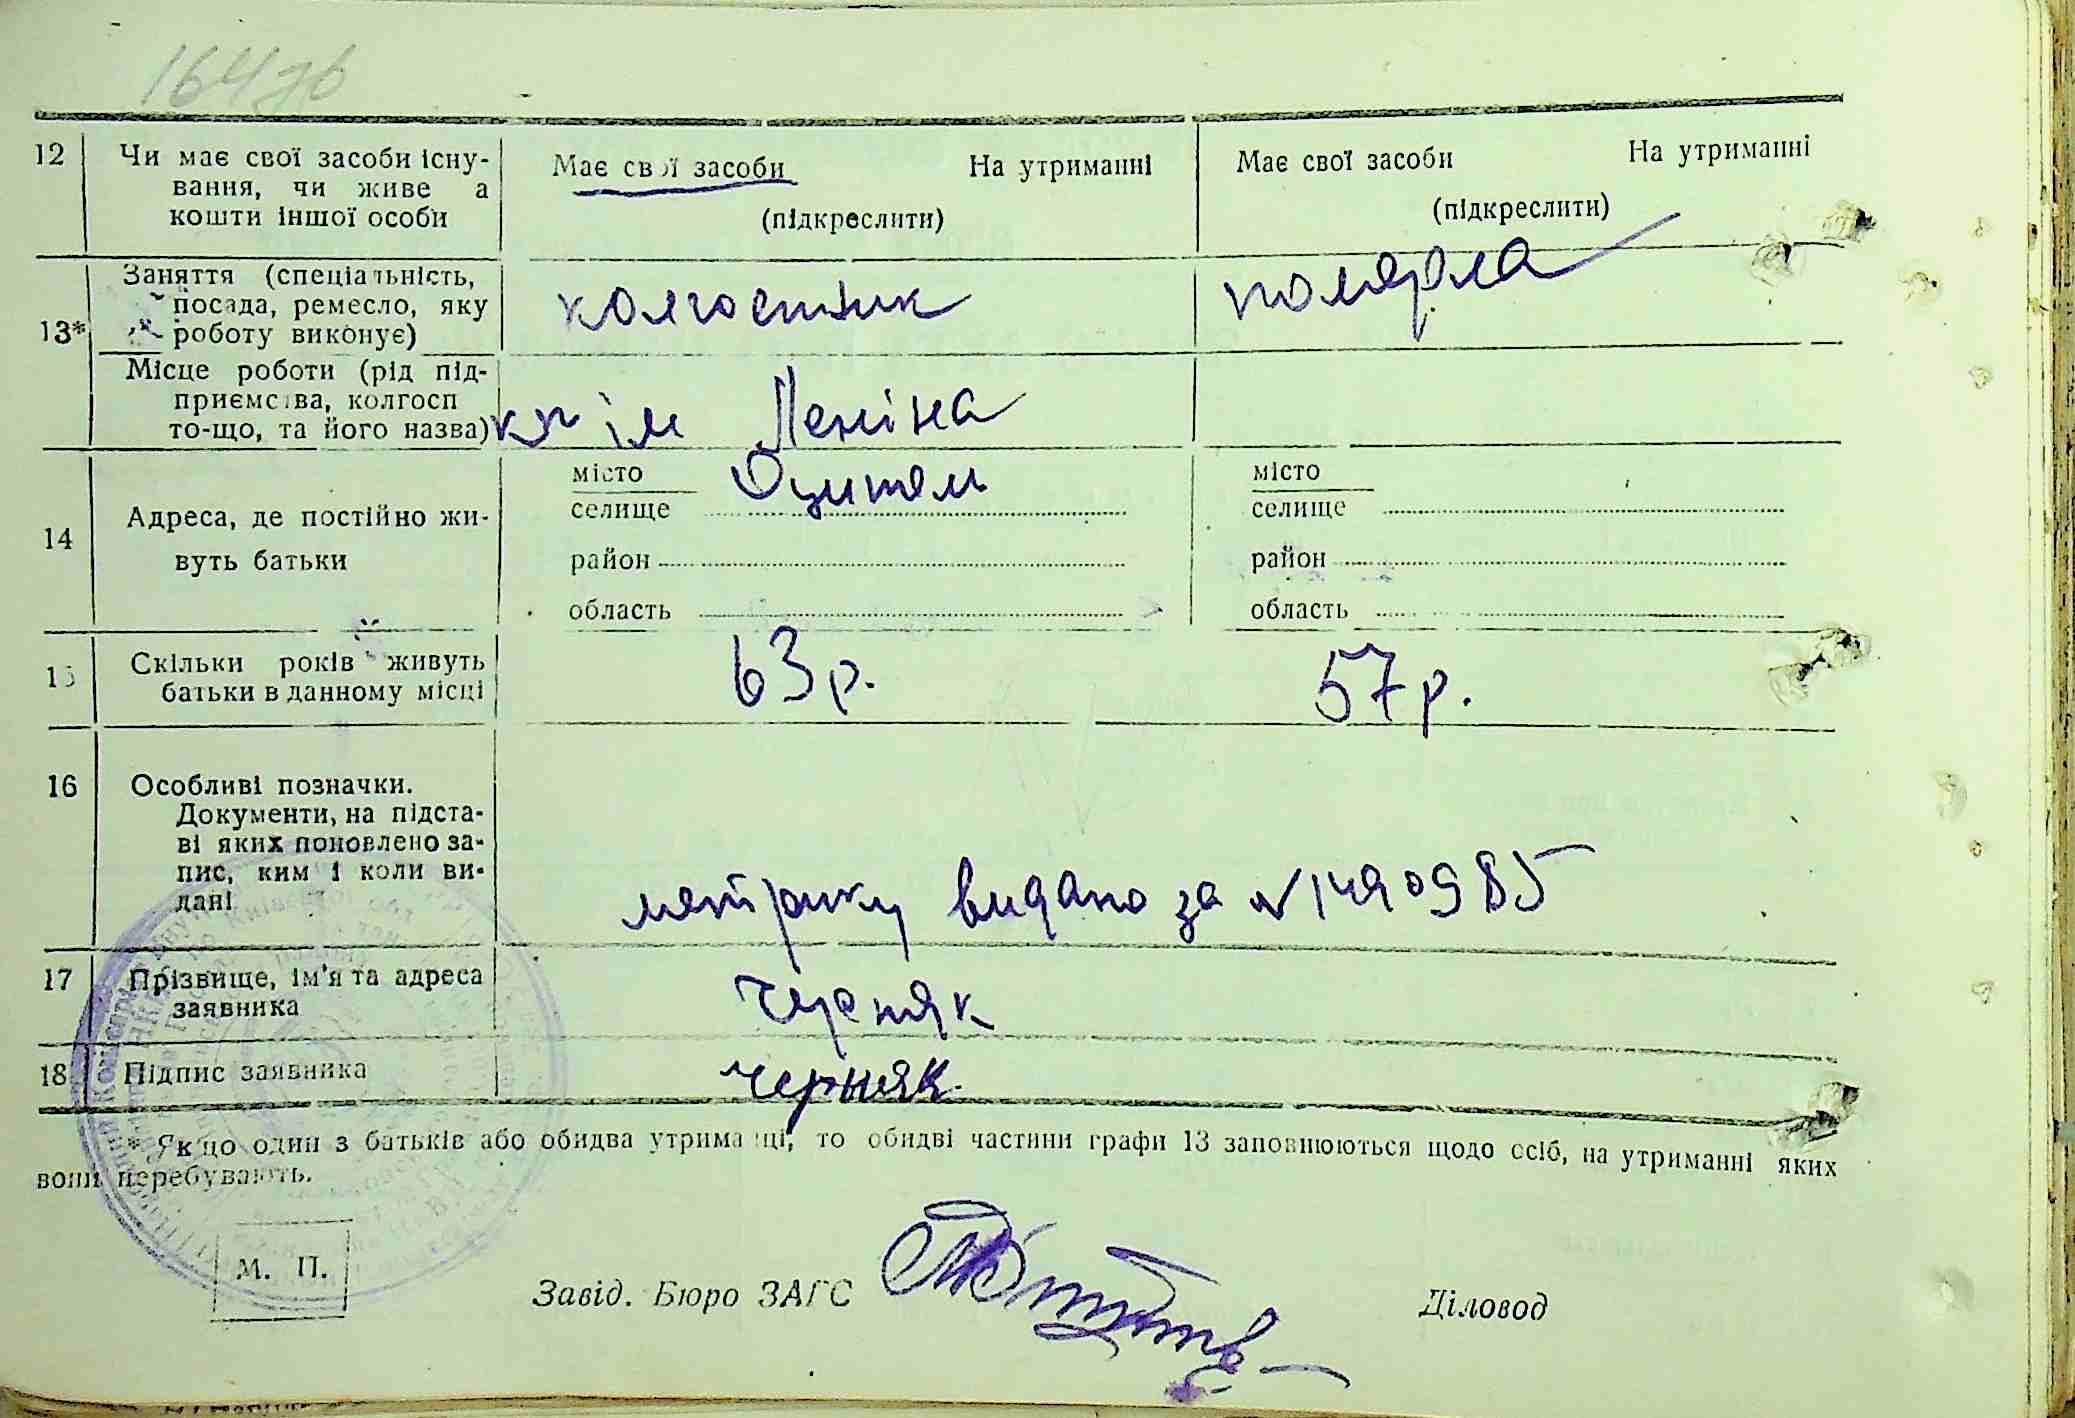 164зв
12 Чи має свої засоби існу-
вання, чи живе а
кошти іншої особи
Має свої засоби На утриманні
(підкреслити)
Має свої засоби На утриманні
(підкреслити)
13* Заняття (спеціальність,
посада, ремесло, яку
роботу виконує)
колгоспник
померла
Місце роботи (рід під-
приємства, колгосп
то-що, та його назва)
кг ім Леніна
14 Адреса, де постійно жи-
вуть батьки
місто Оцитель
селище
район
область
місто
селище
район
область
15 Скільки років живуть
батьки в данному місці
63 р.
57 р.
16 Особливі позначки.
Документи, на підста-
ві яких поновлено за-
пис, ким і коли ви-
дані
метрику видано за №1490985
17 Прізвище, ім'я та адреса
заявника
Черняк
18 Підпис заявника
Черняк.
* Якщо один з батьків або обидва утриманці, то обидві частини графи 13 заповнюються щодо осіб, на утриманні яких
вони перебувають.
М. П.
Завід. Бюро ЗАГС
Діловод